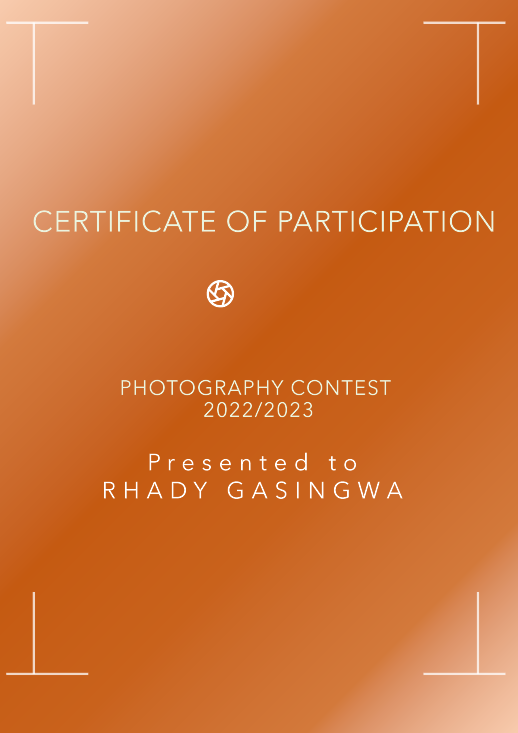 CERTIFICATE OF PARTICIPATION
PHOTOGRAPHY CONTEST
2022/2023
Presented to
RHADY GASINGWA